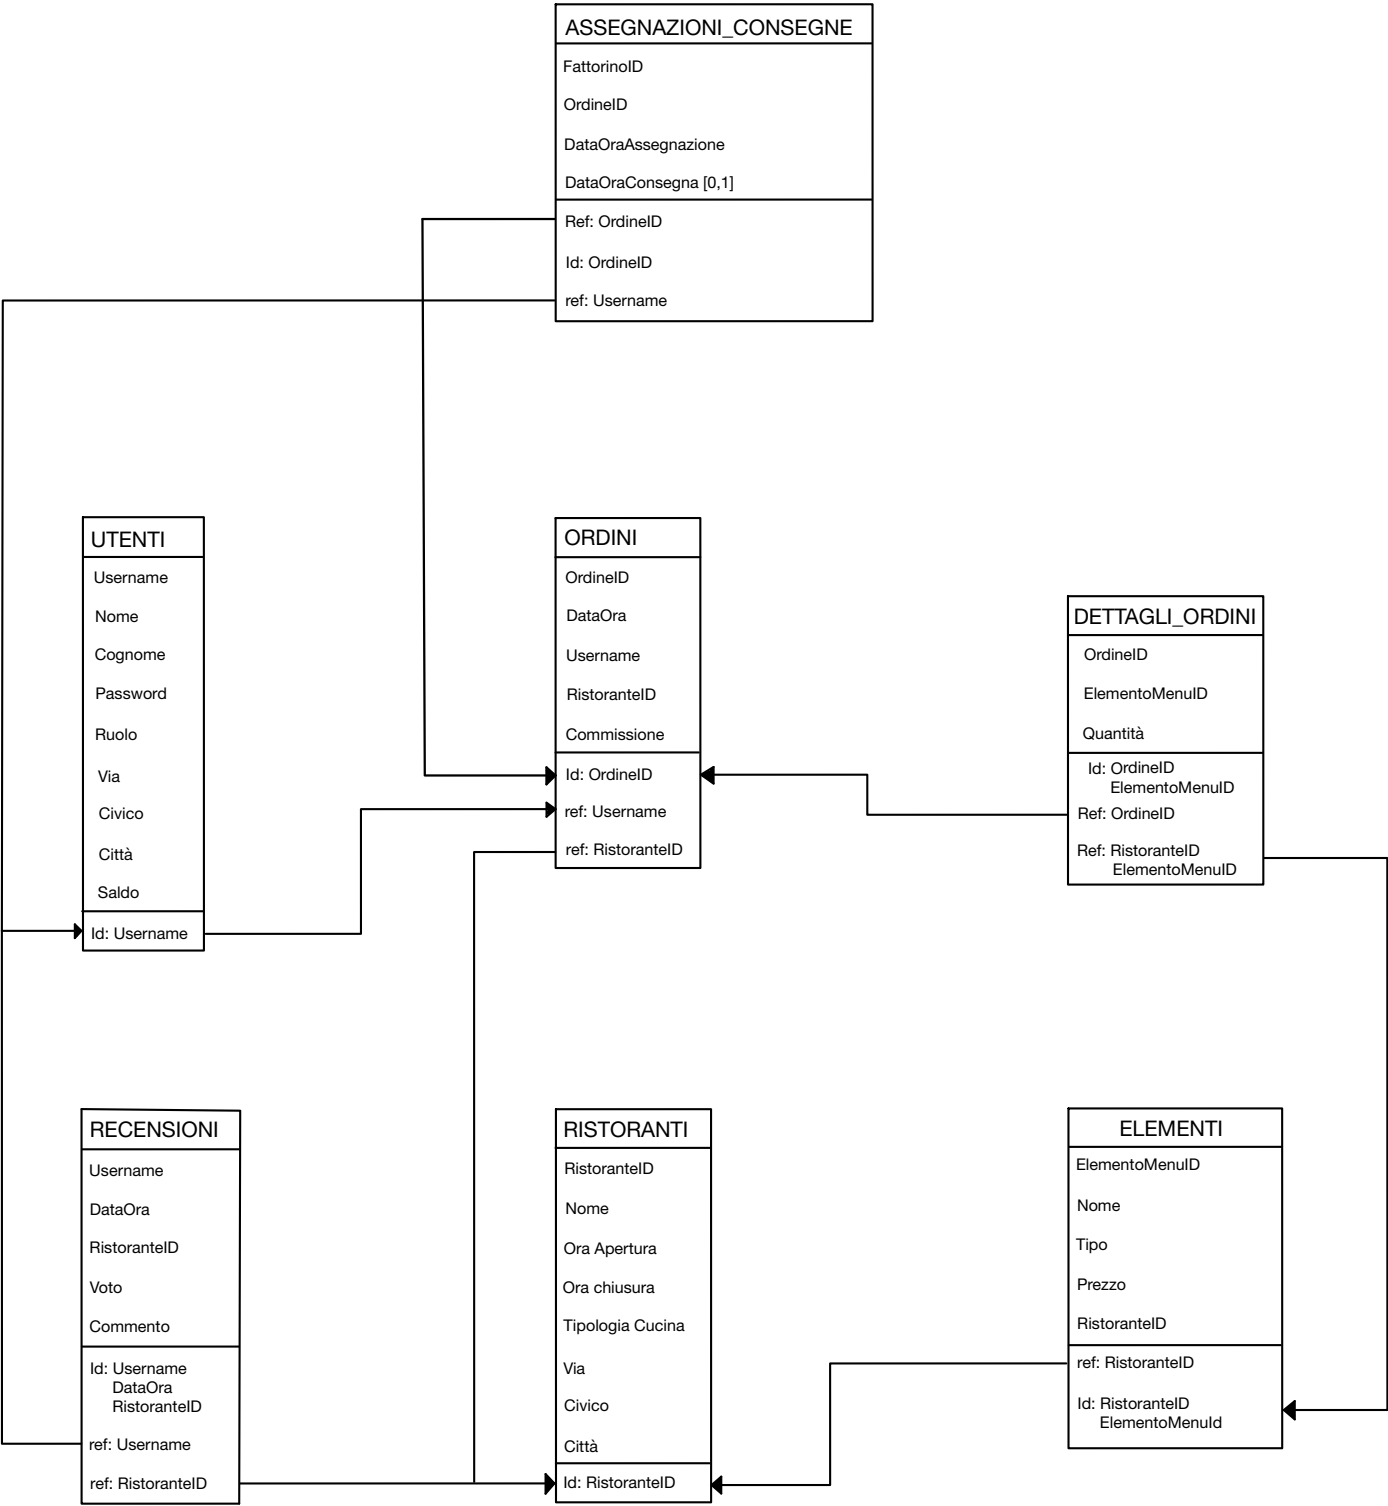 ASSEGNAZIONI_CONSEGNE
FattorinoID
OrdineID
DataOraAssegnazione
DataOraConsegna [0,1]
Ref: OrdineID
Id: OrdineID
ref: Username
UTENTI
Username
Nome
Cognome
Password
Ruolo
Via
Civico
Città
Saldo
Id: Username
ORDINI
OrdineID
DataOra
Username
RistoranteID
Commissione
Id: OrdineID
ref: Username
ref: RistoranteID
DETTAGLI_ORDINI
OrdineID
ElementoMenuID
Quantità
Id: OrdineID
ElementoMenuID
Ref: OrdineID
Ref: RistoranteID
ElementoMenuID
RECENSIONI
Username
DataOra
RistoranteID
Voto
Commento
Id: Username
DataOra
RistoranteID
ref: Username
ref: RistoranteID
RISTORANTI
RistoranteID
Nome
Ora Apertura
Ora chiusura
Tipologia Cucina
Via
Civico
Città
Id: RistoranteID
ELEMENTI
ElementoMenuID
Nome
Tipo
Prezzo
RistoranteID
ref: RistoranteID
Id: RistoranteID
ElementoMenuId